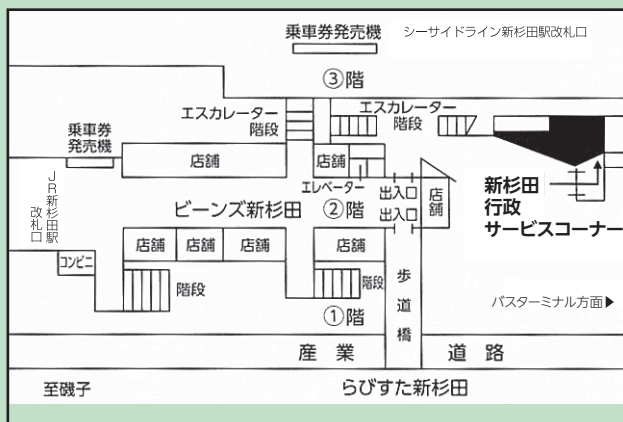 乗車券発売機
シーサイドライン新杉田駅改札口
③階
エスカレーター
階段
エスカレーター
階段
乗車券
発売機
店舗
店舗
エレベーター
出入口
店舗
新杉田
行政
サービスコーナー
JR新杉田駅
改札口
ビーンズ新杉田
②階
出入口
店舗
店舗
店舗
店舗
コンビニ
階段
階段
歩道橋
バスターミナル方面▶
①階
産業
道路
至磯子
らびすた新杉田